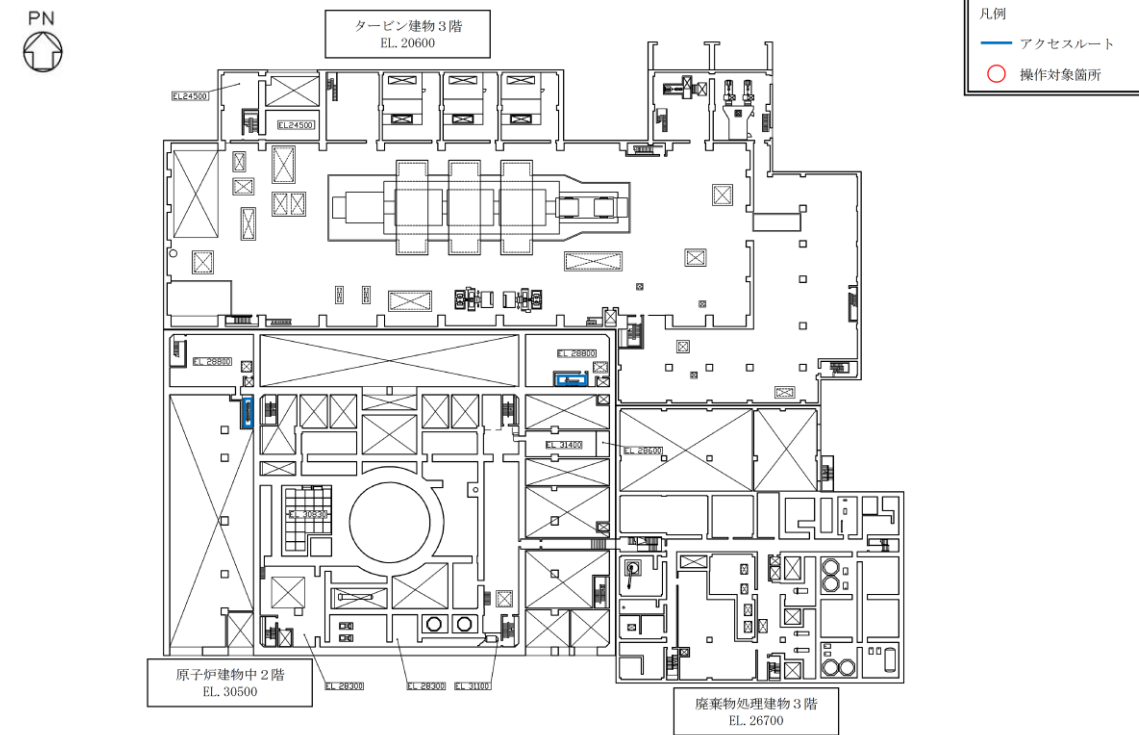 PN
タービン建物3階
EL. 20600
凡例
アクセスルート
操作対象箇所
EL24500
EL24500
EL 28800
EL 28800
EL 31400
EL 28600
EL 30830
原子炉建物中2階
EL. 30500
EL 28300
EL 28300
EL 31100
廃棄物処理建物3階
EL. 26700